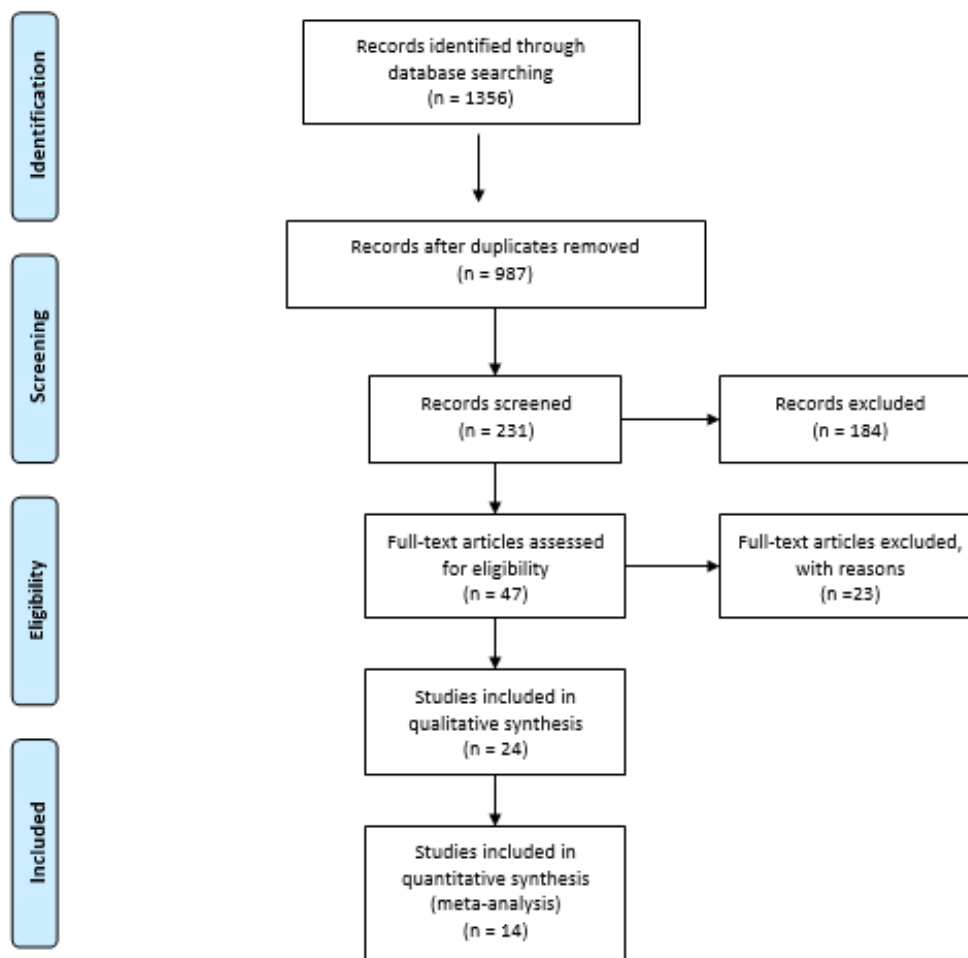 Identification
Records identified through
database searching
(n = 1356)
Records after duplicates removed
(n = 987)
Screening
Records screened
(n = 231)
Records excluded
(n = 184)
Eligibility
Full-text articles assessed
for eligibility
(n = 47)
Full-text articles excluded,
with reasons
(n =23)
Studies included in
qualitative synthesis
(n = 24)
Included
Studies included in
quantitative synthesis
(meta-analysis)
(n = 14)